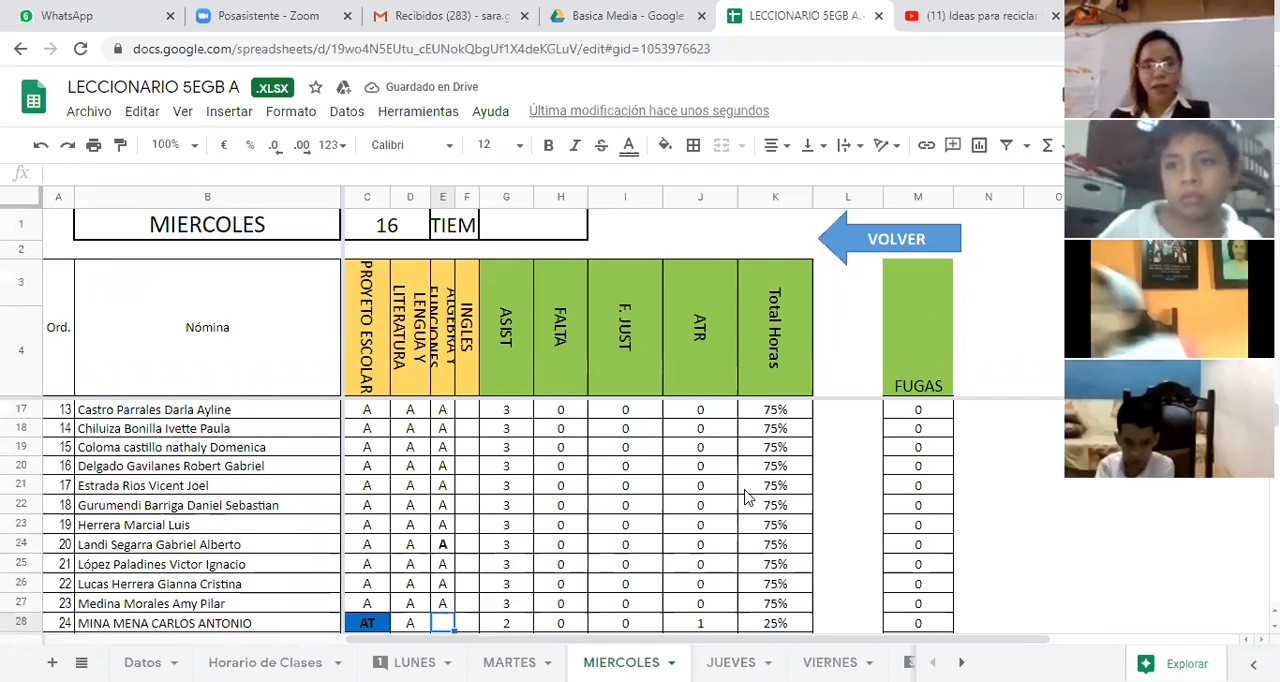 WhatsApp
Posasistente - Zoom
Recibidos (283) - sara.g
Basica Media - Google
LECCIONARIO 5EGB A.
(11) Ideas para reciclar
docs.google.com/spreadsheets/d/19wo4N5EUtu_cEUNokQbgUf1X4deKGLuV/edit#gid=1053976623
LECCIONARIO 5EGB A .XLSX Guardado en Drive
Archivo Editar Ver Insertar Formato Datos Herramientas Ayuda Última modificación hace unos segundos
100% € % .0 .00 123 Calibri 12 B I S A Σ
fx
A B C D E F G H I J K L M N O
1 MIERCOLES 16 TIEM
VOLVER
2
3
4
Ord. Nómina PROYETO ESCOLAR LENGUA Y LITERATURA INGLES ASIST FALTA F. JUST ATR Total Horas FUGAS
17 13 Castro Parrales Darla Ayline A A A 3 0 0 0 75% 0
18 14 Chiluiza Bonilla Ivette Paula A A A 3 0 0 0 75% 0
19 15 Coloma castillo nathaly Domenica A A A 3 0 0 0 75% 0
20 16 Delgado Gavilanes Robert Gabriel A A A 3 0 0 0 75% 0
21 17 Estrada Rios Vicent Joel A A A 3 0 0 0 75% 0
22 18 Gurumendi Barriga Daniel Sebastian A A A 3 0 0 0 75% 0
23 19 Herrera Marcial Luis A A A 3 0 0 0 75% 0
24 20 Landi Segarra Gabriel Alberto A A A 3 0 0 0 75% 0
25 21 López Paladines Victor Ignacio A A A 3 0 0 0 75% 0
26 22 Lucas Herrera Gianna Cristina A A A 3 0 0 0 75% 0
27 23 Medina Morales Amy Pilar A A A 3 0 0 0 75% 0
28 24 MINA MENA CARLOS ANTONIO AT A 2 0 0 1 25% 0
Datos Horario de Clases 1 LUNES MARTES MIERCOLES JUEVES VIERNES Explorar